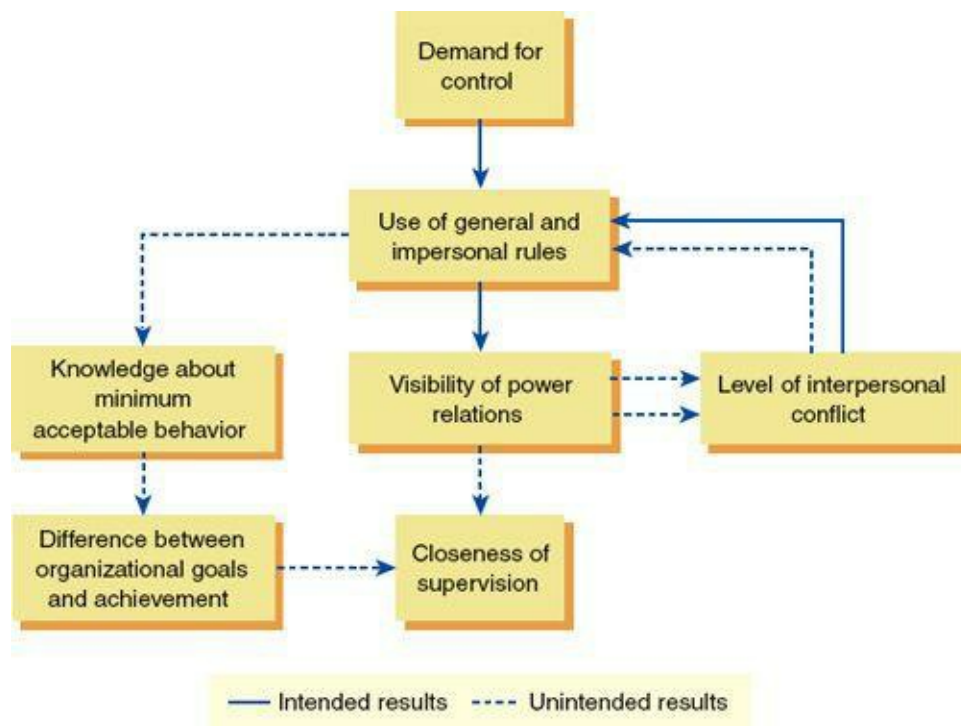 Demand for
control
Use of general and
impersonal rules
Knowledge about
minimum
acceptable behavior
Visibility of power
relations
Level of interpersonal
conflict
Difference between
organizational goals
and achievement
Closeness of
supervision
Intended results
Unintended results